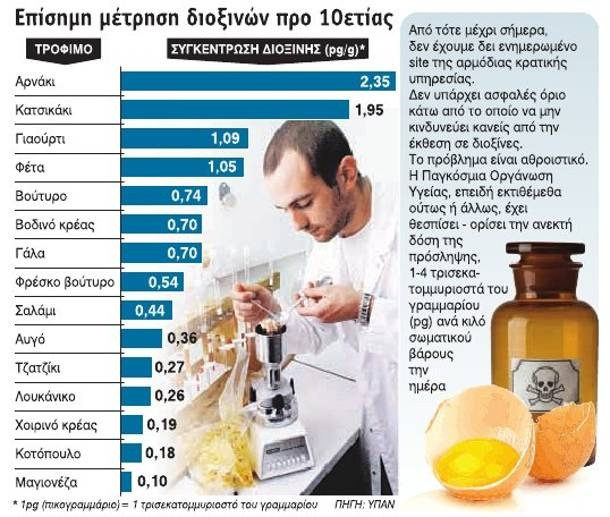 Επίσημη μέτρηση διοξινών προ 10ετίας
ΤΡΟΦΙΜΟ ΣΥΓΚΕΝΤΡΩΣΗ ΔΙΟΞΙΝΗΣ (pg/g)*
Αρνάκι 2,35
Κατσικάκι 1,95
Γιαούρτι 1,09
Φέτα 1,05
Βούτυρο 0,74
Βοδινό κρέας 0,70
Γάλα 0,70
Φρέσκο βούτυρο 0,54
Σαλάμι 0,44
Αυγό 0,36
Τζατζίκι 0,27
Λουκάνικο 0,26
Χοιρινό κρέας 0,19
Κοτόπουλο 0,18
Μαγιονέζα 0,10
* 1pg (πικογραμμάριο) = 1 τρισεκατομμυριοστό του γραμμαρίου ΠΗΓΗ: ΥΠΑΝ
Από τότε μέχρι σήμερα,
δεν έχουμε δει ενημερωμένο
site της αρμόδιας κρατικής
υπηρεσίας.
Δεν υπάρχει ασφαλές όριο
κάτω από το οποίο να μην
κινδυνεύει κανείς από την
έκθεση σε διοξίνες.
Το πρόβλημα είναι αθροιστικό.
Η Παγκόσμια Οργάνωση
Υγείας, επειδή εκτιθέμεθα
ούτως ή άλλως, έχει
θεσπίσει - ορίσει την ανεκτή
δόση της
πρόσληψης,
1-4 τρισεκα-
τομμυριοστά του
γραμμαρίου
(pg) ανά κιλό
σωματικού
βάρους
την
ημέρα